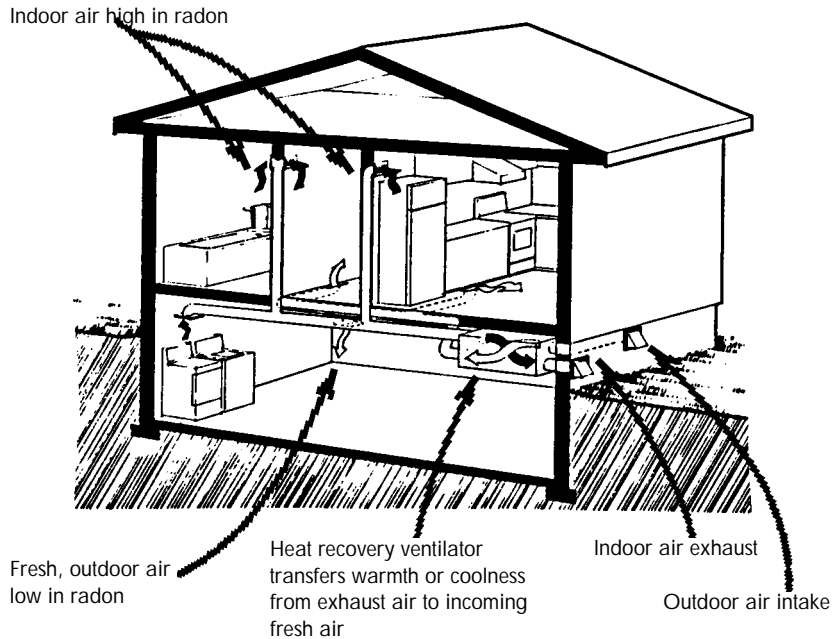 Indoor air high in radon
Fresh, outdoor air
low in radon
Heat recovery ventilator
transfers warmth or coolness
from exhaust air to incoming
fresh air
Indoor air exhaust
Outdoor air intake